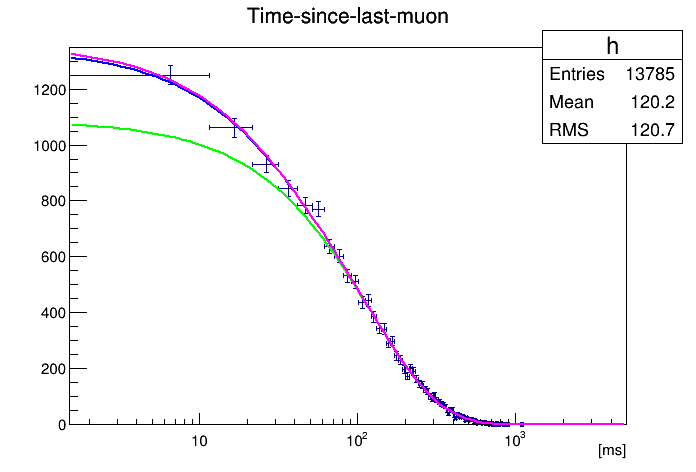 Time-since-last-muon
h
Entries 13785
Mean 120.2
RMS 120.7
1200
1000
800
600
400
200
0
10 10² 10³
[ms]